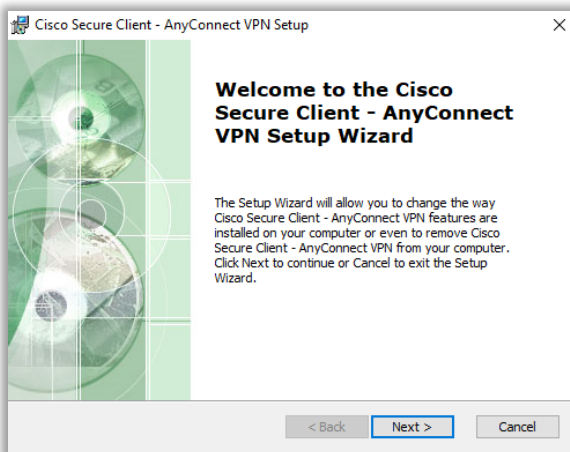 Cisco Secure Client - AnyConnect VPN Setup
Welcome to the Cisco
Secure Client - AnyConnect
VPN Setup Wizard
The Setup Wizard will allow you to change the way
Cisco Secure Client - AnyConnect VPN features are
installed on your computer or even to remove Cisco
Secure Client - AnyConnect VPN from your computer.
Click Next to continue or Cancel to exit the Setup
Wizard.
< Back Next > Cancel